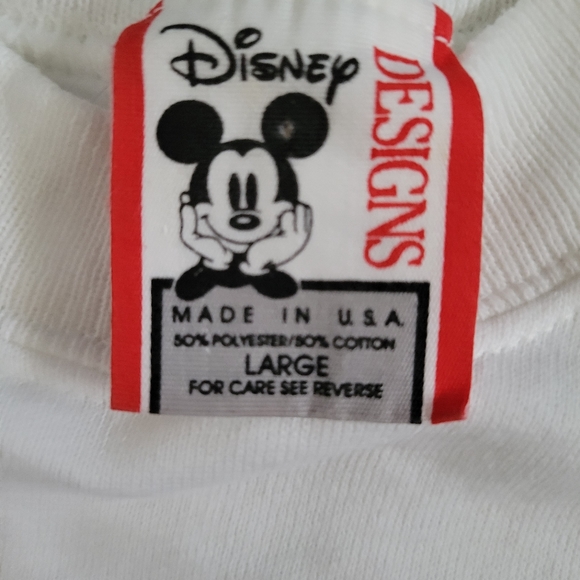 Disney
DESIGNS
MADE IN U.S.A.
50% POLYESTER/50% COTTON
LARGE
FOR CARE SEE REVERSE